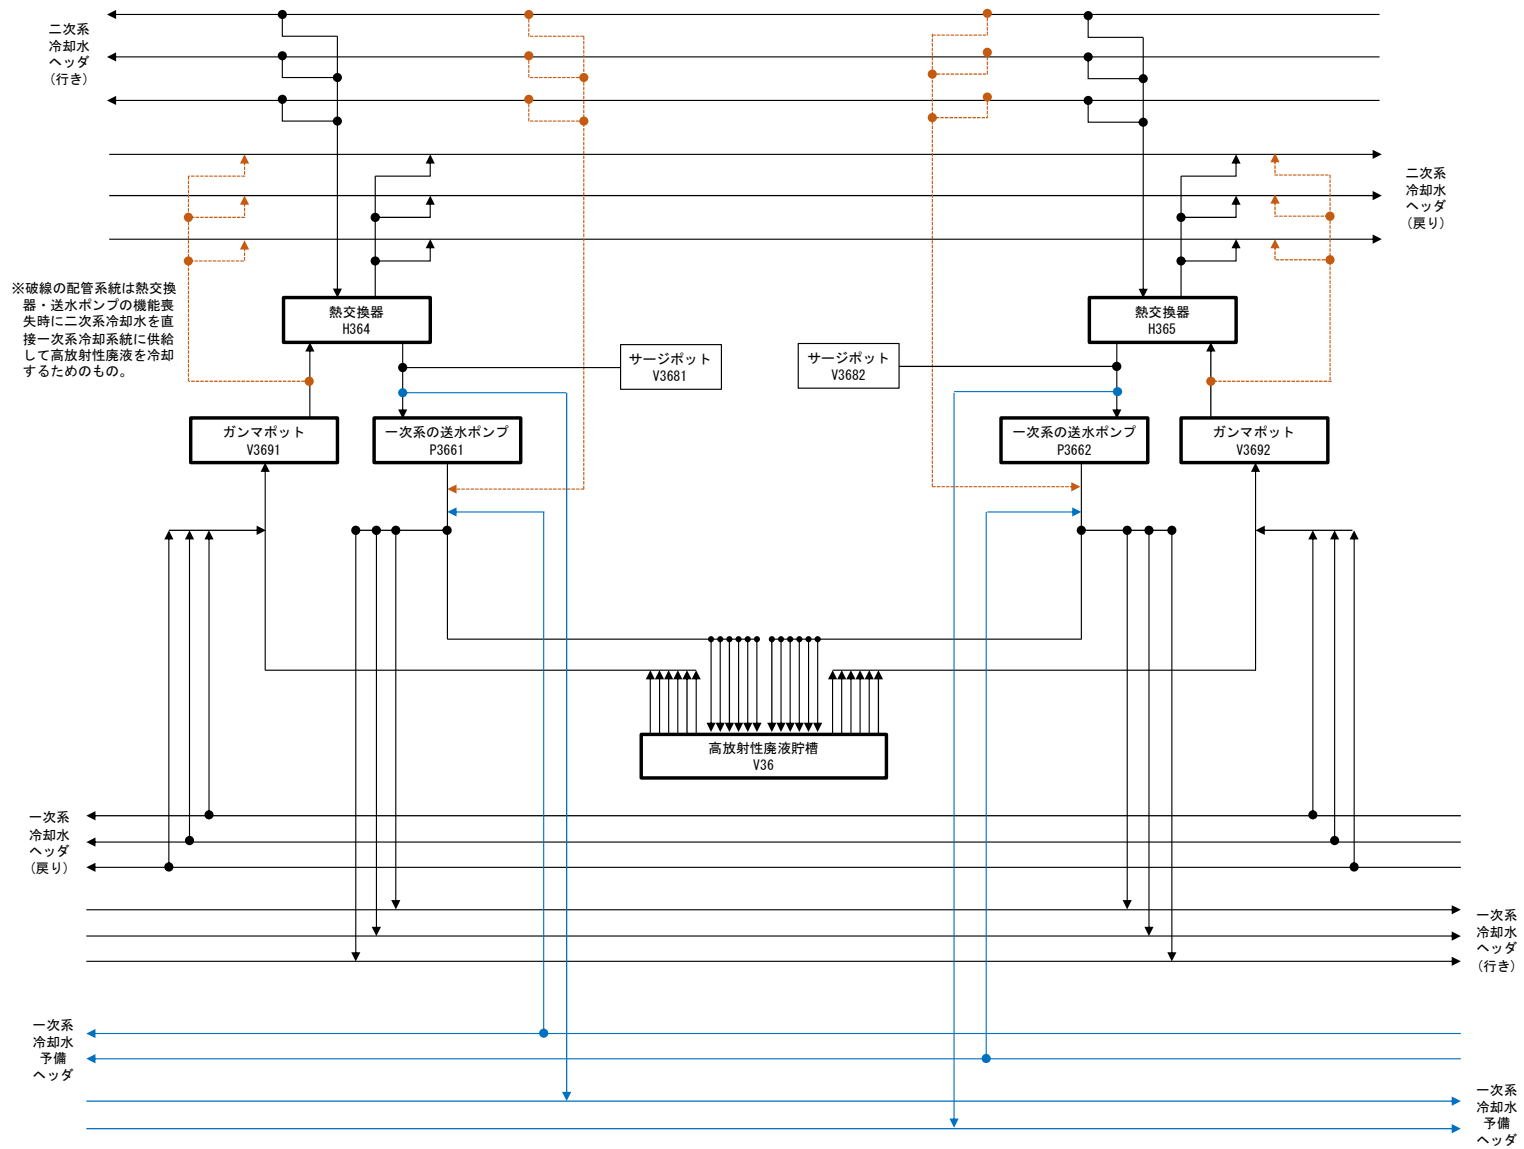 二次系
冷却水
ヘッダ
(行き)
二次系
冷却水
ヘッダ
(戻り)
※破線の配管系統は熱交換
器・送水ポンプの機能喪
失時に二次系冷却水を直
接一次系冷却系統に供給
して高放射性廃液を冷却
するためのもの。
熱交換器
H364
熱交換器
H365
サージポット
V3681
サージポット
V3682
ガンマポット
V3691
一次系の送水ポンプ
P3661
一次系の送水ポンプ
P3662
ガンマポット
V3692
高放射性廃液貯槽
V36
一次系
冷却水
ヘッダ
(戻り)
一次系
冷却水
ヘッダ
(行き)
一次系
冷却水
予備
ヘッダ
一次系
冷却水
予備
ヘッダ